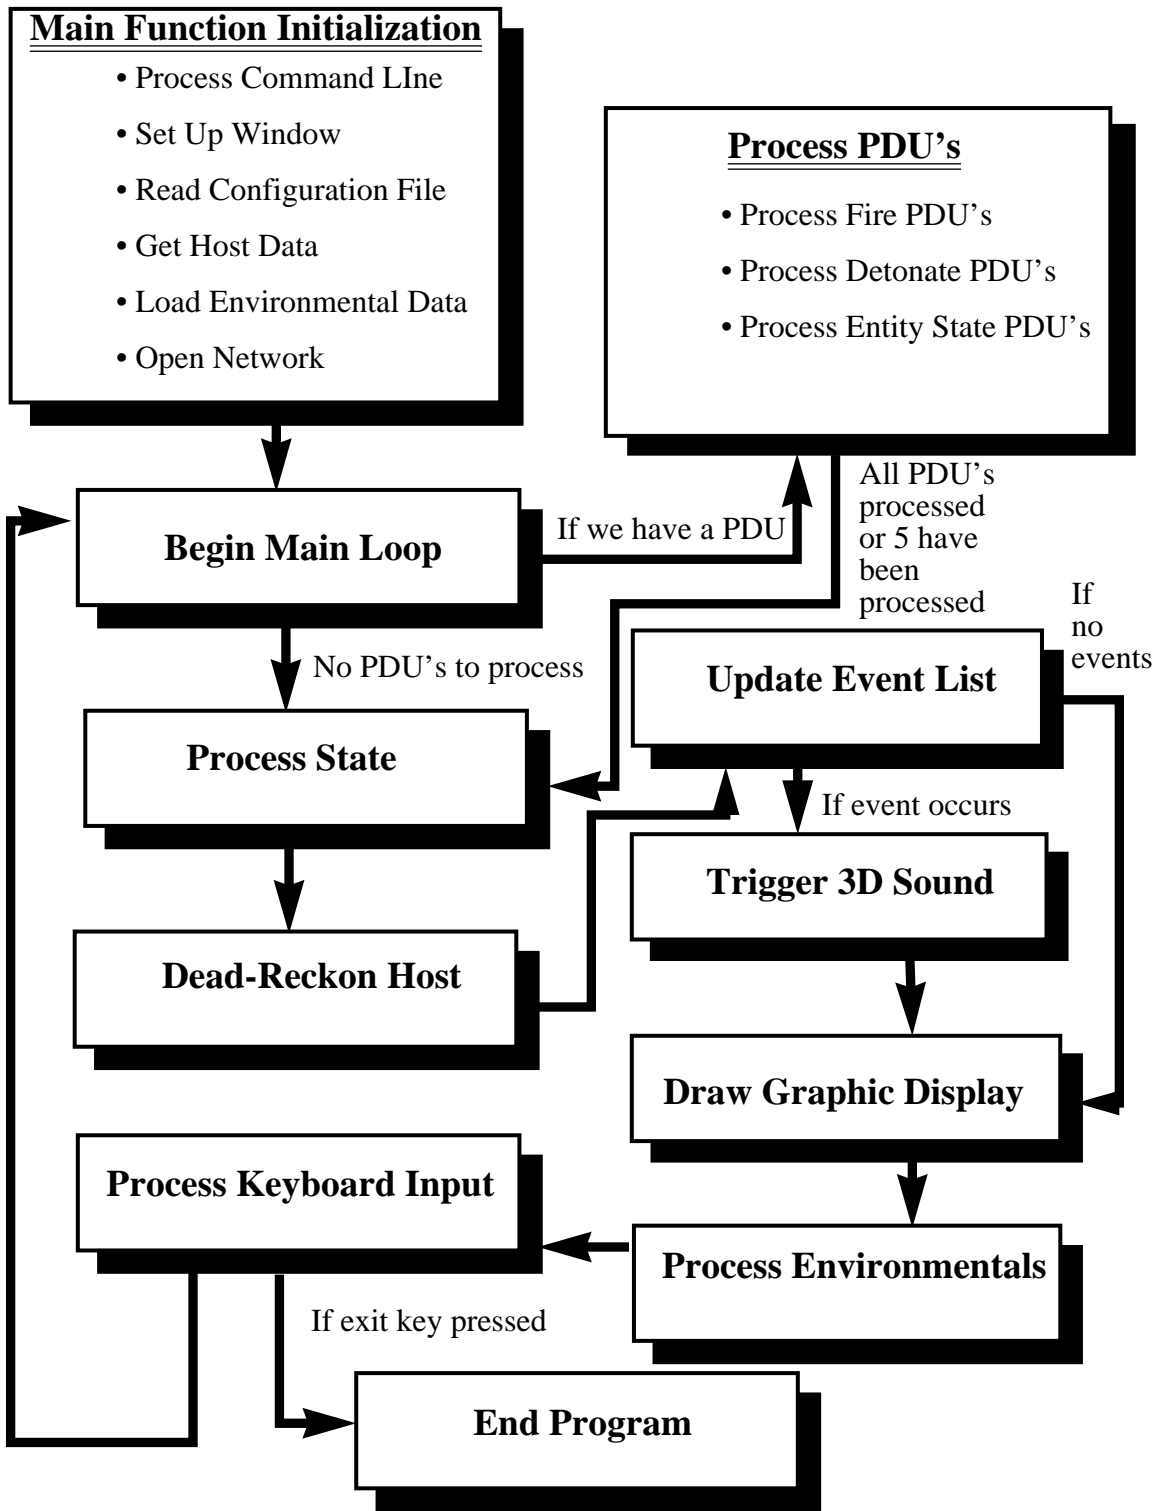 Main Function Initialization
• Process Command LIne
• Set Up Window
• Read Configuration File
• Get Host Data
• Load Environmental Data
• Open Network
Process PDU's
• Process Fire PDU's
• Process Detonate PDU's
• Process Entity State PDU's
Begin Main Loop
If we have a PDU
All PDU's
processed
or 5 have
been
processed
No PDU's to process
Process State
Update Event List
If
no
events
If event occurs
Trigger 3D Sound
Dead-Reckon Host
Draw Graphic Display
Process Keyboard Input
Process Environmentals
If exit key pressed
End Program